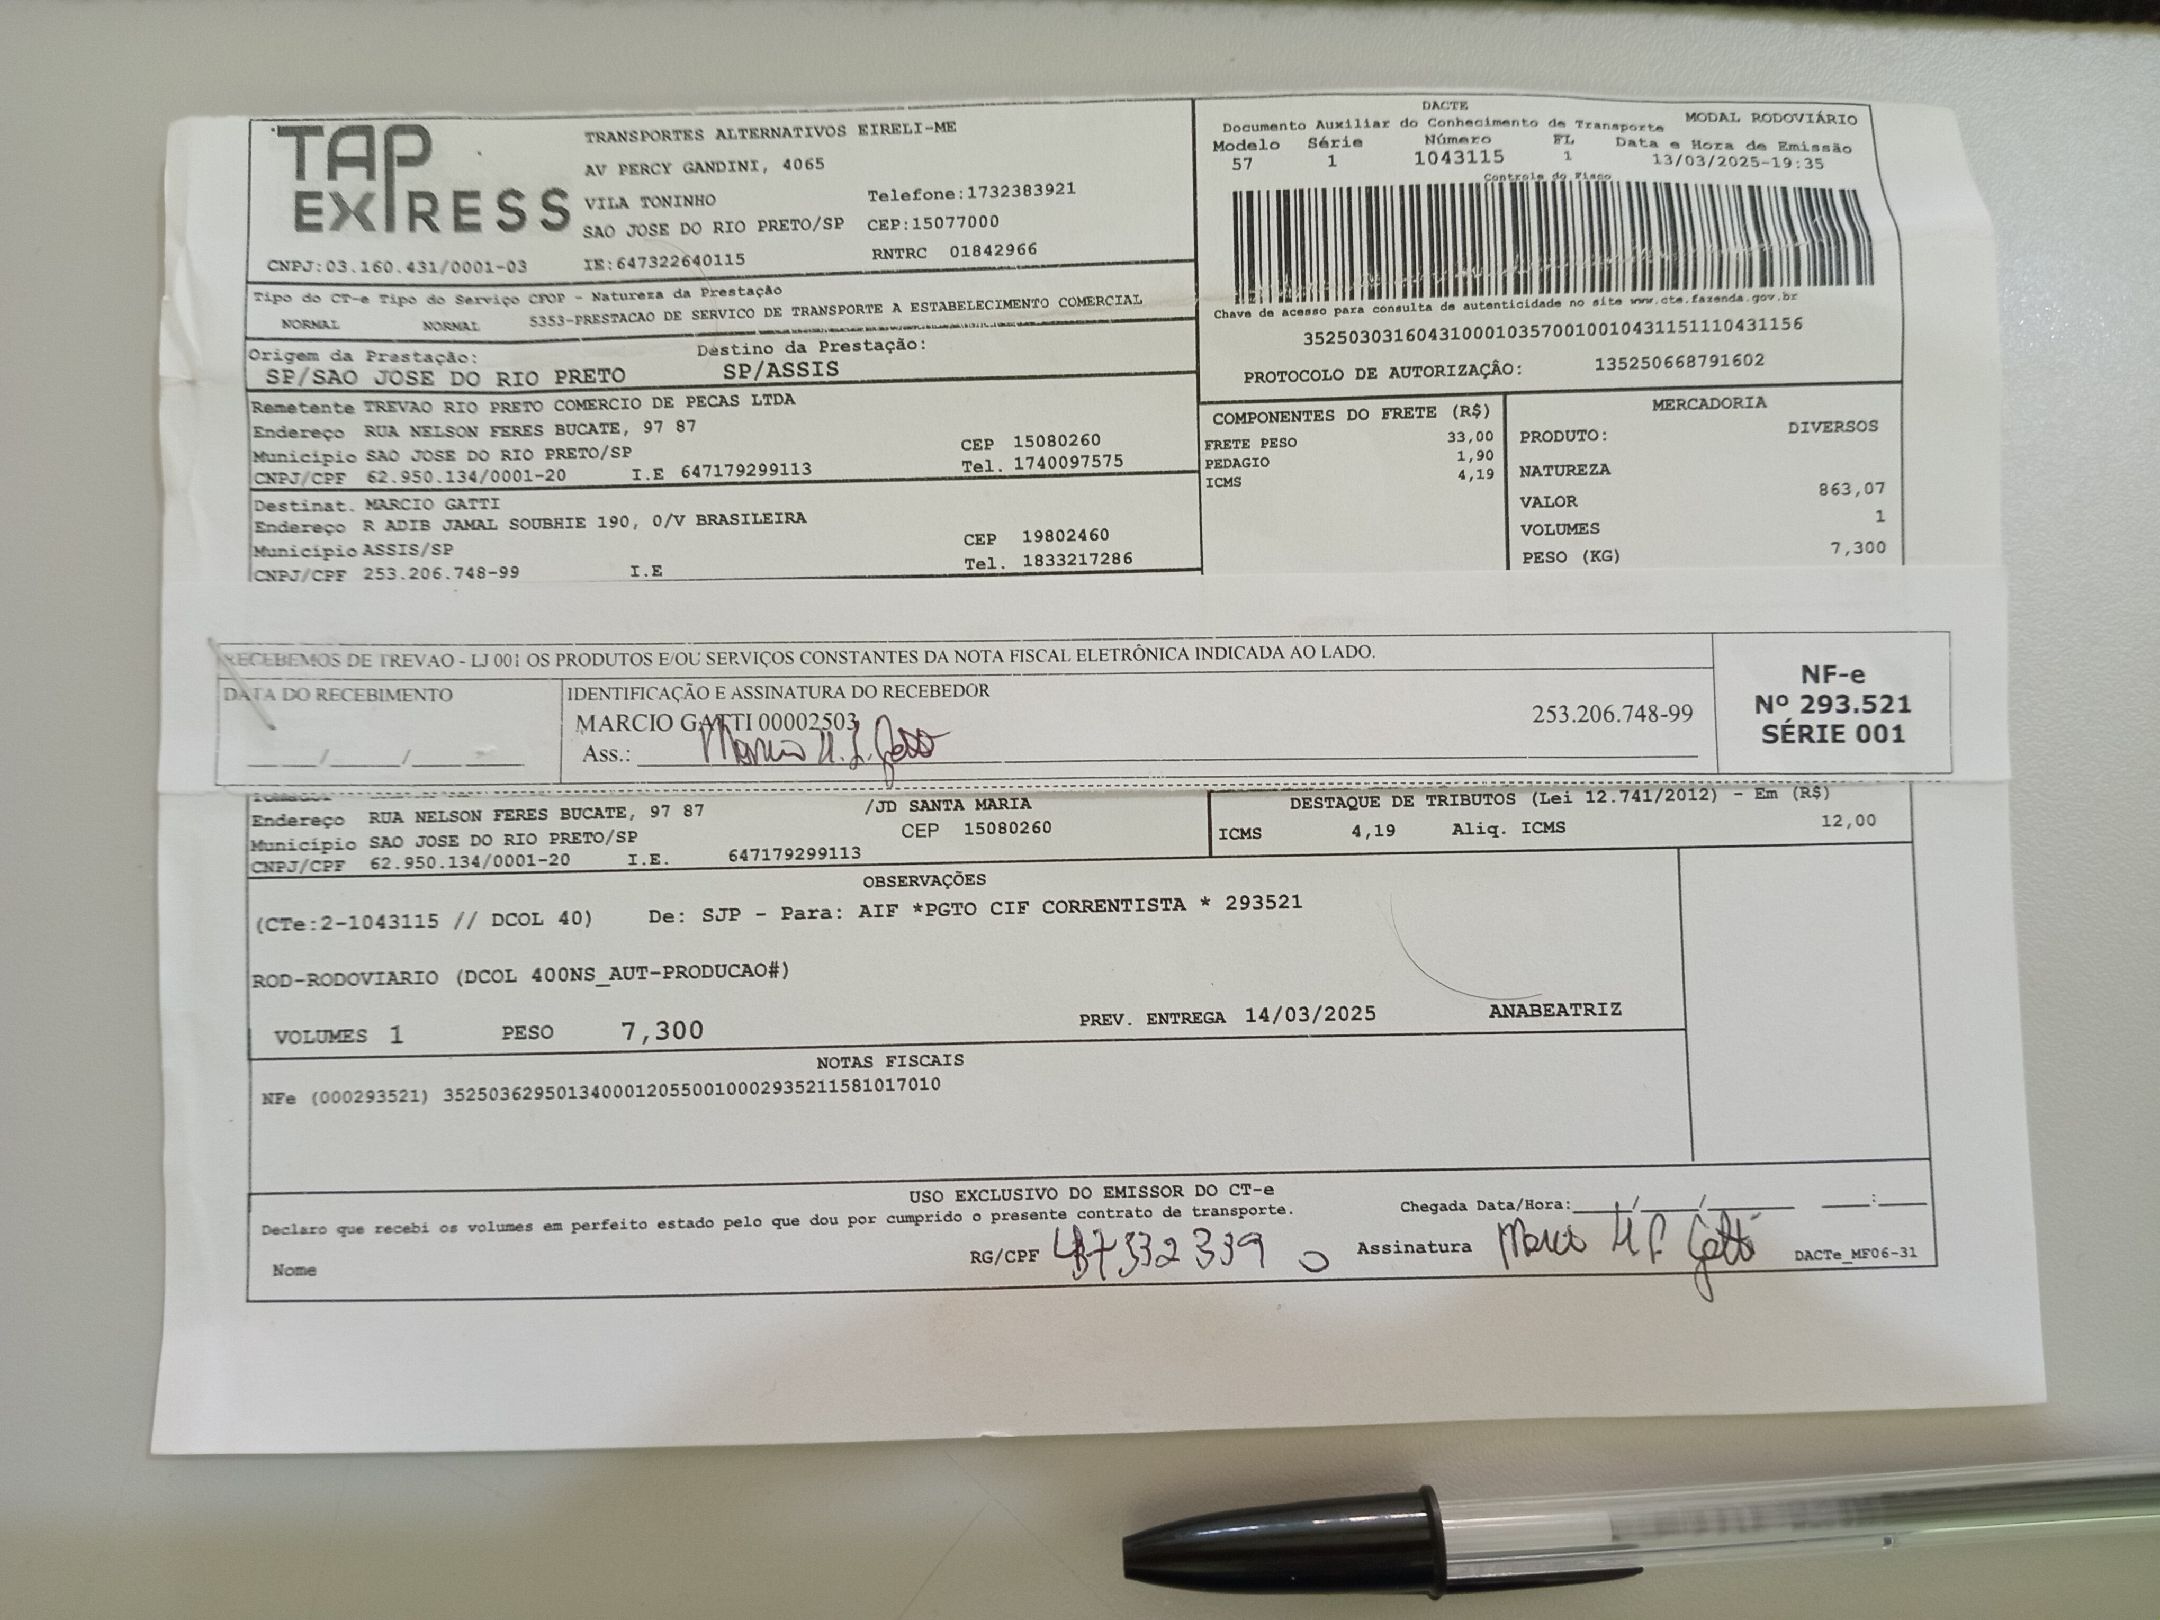 TAP EXPRESS
TRANSPORTES ALTERNATIVOS EIRELI-ME
AV PERCY GANDINI, 4065
VILA TONINHO Telefone:1732383921
SAO JOSE DO RIO PRETO/SP CEP:15077000
CNPJ:03.160.431/0001-03 IE:647322640115 RNTRC 01842966
DACTE
Documento Auxiliar do Conhecimento de Transporte MODAL RODOVIÁRIO
Modelo Série Número FL Data e Hora de Emissão
57 1 1043115 1 13/03/2025-19:35
Controle do Fisco
Chave de acesso para consulta de autenticidade no site www.cte.fazenda.gov.br
35250303160431000103570010010431151110431156
PROTOCOLO DE AUTORIZAÇÂO: 135250668791602
Tipo do CT-e Tipo do Serviço CFOP - Natureza da Prestação
NORMAL NORMAL 5353-PRESTACAO DE SERVICO DE TRANSPORTE A ESTABELECIMENTO COMERCIAL
Origem da Prestação: Destino da Prestação:
SP/SAO JOSE DO RIO PRETO SP/ASSIS
Remetente TREVAO RIO PRETO COMERCIO DE PECAS LTDA
Endereço RUA NELSON FERES BUCATE, 97 87
Município SAO JOSE DO RIO PRETO/SP CEP 15080260
CNPJ/CPF 62.950.134/0001-20 I.E 647179299113 Tel. 1740097575
Destinat. MARCIO GATTI
Endereço R ADIB JAMAL SOUBHIE 190, 0/V BRASILEIRA
Município ASSIS/SP CEP 19802460
CNPJ/CPF 253.206.748-99 I.E Tel. 1833217286
COMPONENTES DO FRETE (R$)
FRETE PESO 33,00
PEDAGIO 1,90
ICMS 4,19
MERCADORIA
PRODUTO: DIVERSOS
NATUREZA
VALOR 863,07
VOLUMES 1
PESO (KG) 7,300
RECEBEMOS DE TREVAO - LJ 001 OS PRODUTOS E/OU SERVIÇOS CONSTANTES DA NOTA FISCAL ELETRÔNICA INDICADA AO LADO.
DATA DO RECEBIMENTO IDENTIFICAÇÃO E ASSINATURA DO RECEBEDOR
MARCIO GATTI 00002503 253.206.748-99
Ass.: Marcio H. F. Gatti
NF-e
Nº 293.521
SÉRIE 001
Endereço RUA NELSON FERES BUCATE, 97 87 /JD SANTA MARIA
Município SAO JOSE DO RIO PRETO/SP CEP 15080260
CNPJ/CPF 62.950.134/0001-20 I.E. 647179299113
DESTAQUE DE TRIBUTOS (Lei 12.741/2012) - Em (R$)
ICMS 4,19 Aliq. ICMS 12,00
OBSERVAÇÕES
(CTe:2-1043115 // DCOL 40) De: SJP - Para: AIF *PGTO CIF CORRENTISTA * 293521
ROD-RODOVIARIO (DCOL 400NS_AUT-PRODUCAO#)
VOLUMES 1 PESO 7,300 PREV. ENTREGA 14/03/2025 ANABEATRIZ
NOTAS FISCAIS
NFe (000293521) 35250362950134000120550010002935211581017010
USO EXCLUSIVO DO EMISSOR DO CT-e
Declaro que recebi os volumes em perfeito estado pelo que dou por cumprido o presente contrato de transporte. Chegada Data/Hora:
Nome RG/CPF Assinatura Marcio H F. Gatti DACTe_MF06-31